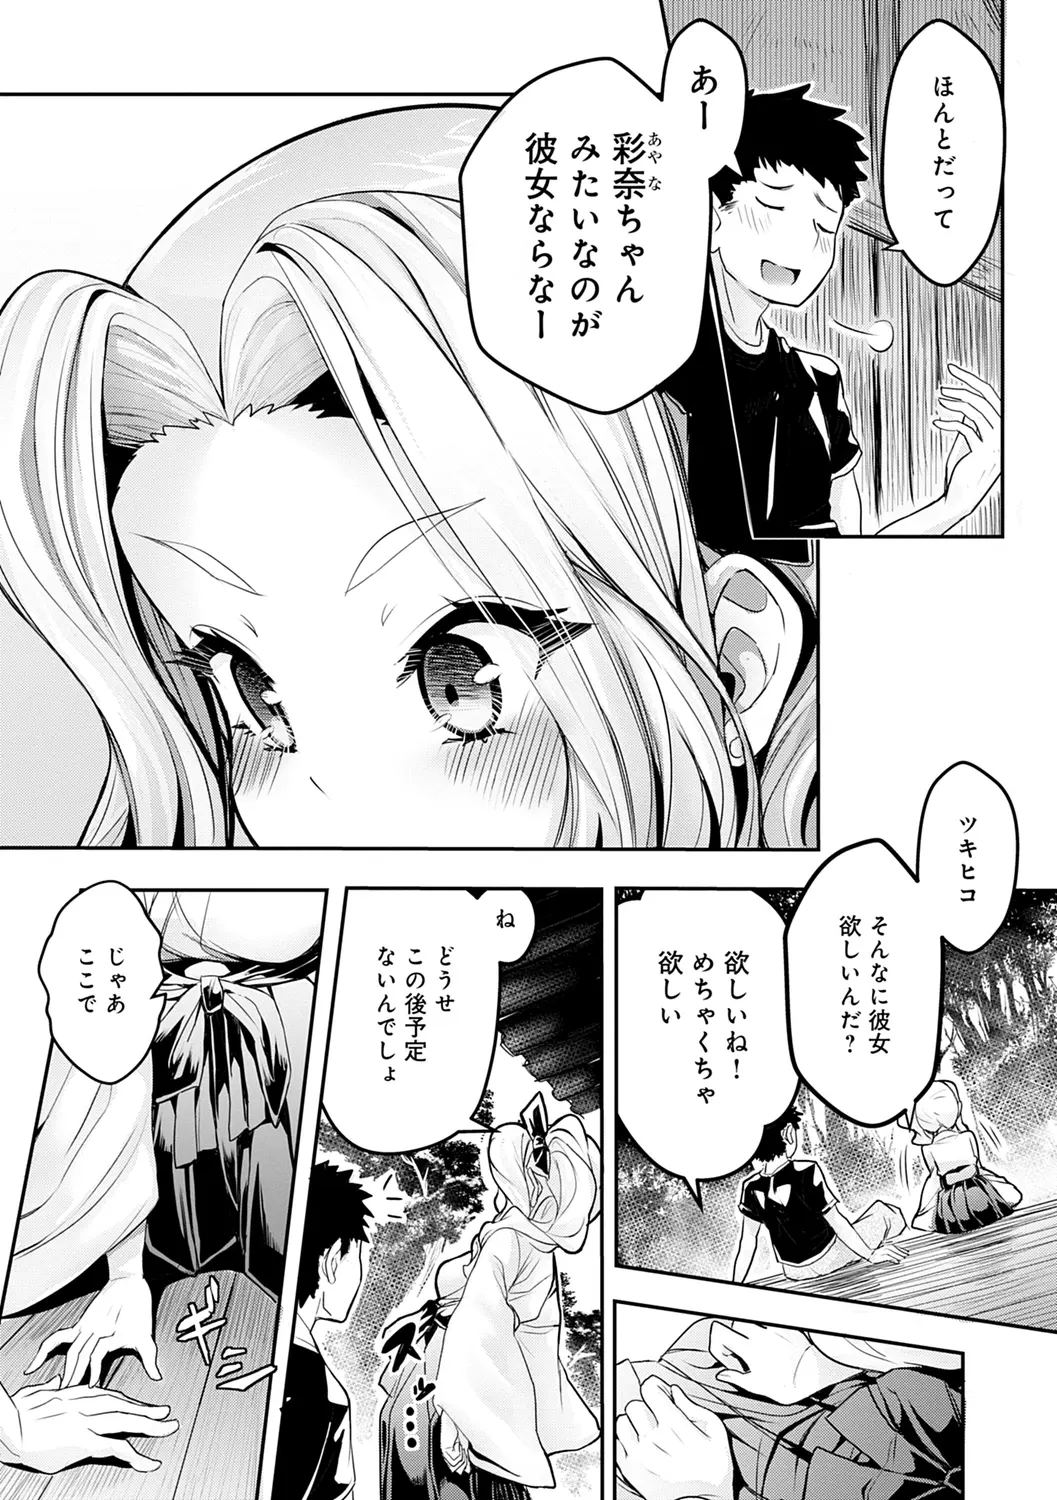 ほんとだって
あー
彩奈ちゃん
あやな
みたいなのが
彼女ならなー
ツキヒコ
そんなに彼女
欲しいんだ?
欲しいね!
めちゃくちゃ
欲しい
ね
どうせ
この後予定
ないんでしょ
じゃあ
ここで
ギシ